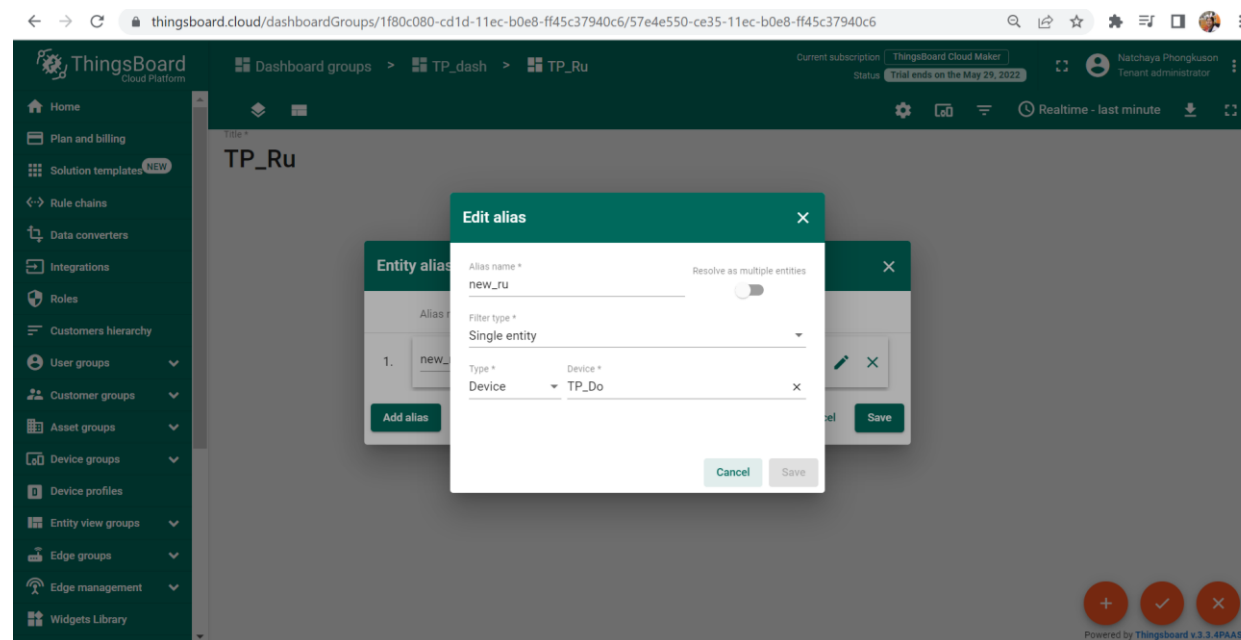 thingsboard.cloud/dashboardGroups/1f80c080-cd1d-11ec-b0e8-ff45c37940c6/57e4e550-ce35-11ec-b0e8-ff45c37940c6
ThingsBoard
Cloud Platform
Dashboard groups > TP_dash > TP_Ru
Current subscription ThingsBoard Cloud Maker
Status Trial ends on the May 29, 2022
Natchaya Phongkuson
Tenant administrator
Home
Plan and billing
Solution templates NEW
Rule chains
Data converters
Integrations
Roles
Customers hierarchy
User groups
Customer groups
Asset groups
Device groups
Device profiles
Entity view groups
Edge groups
Edge management
Widgets Library
Realtime - last minute
Title *
TP_Ru
Entity alias
Alias
1. new_
Add alias
Save
Edit alias
Alias name *
new_ru
Resolve as multiple entities
Filter type *
Single entity
Type *
Device
Device *
TP_Do
Cancel
Save
Powered by Thingsboard v.3.3.4PAAS